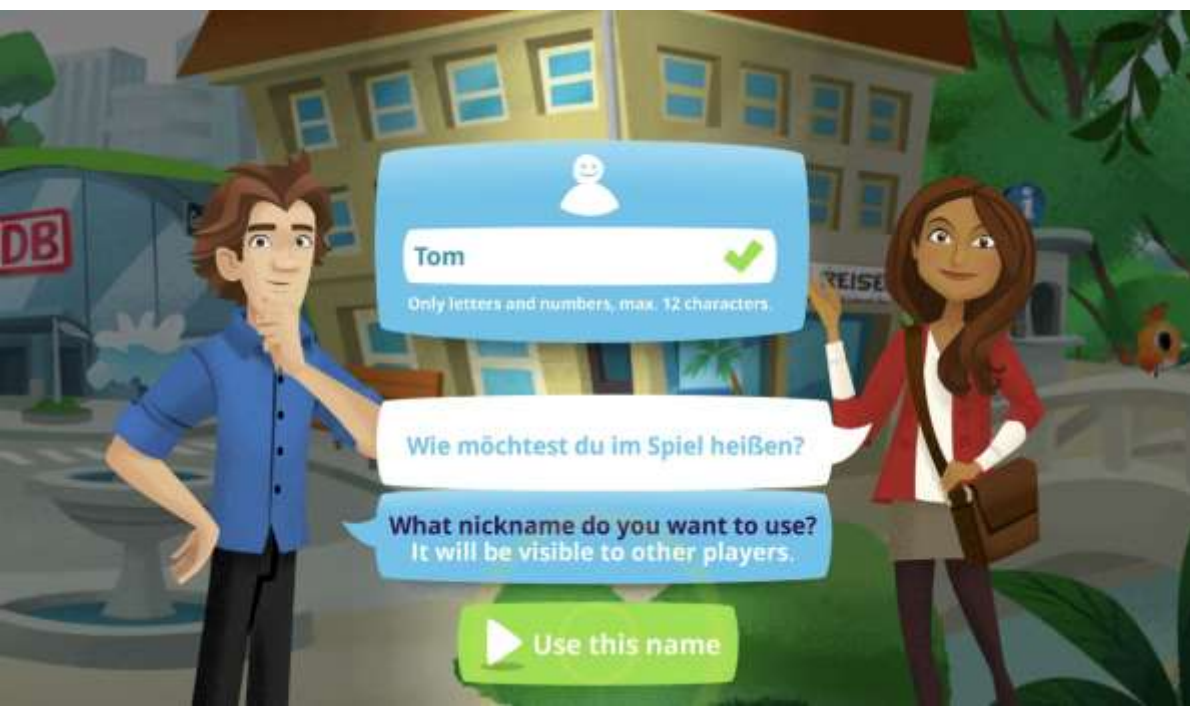 DB
Tom
Only letters and numbers, max. 12 characters.
REISE
Wie möchtest du im Spiel heißen?
What nickname do you want to use?
It will be visible to other players.
Use this name